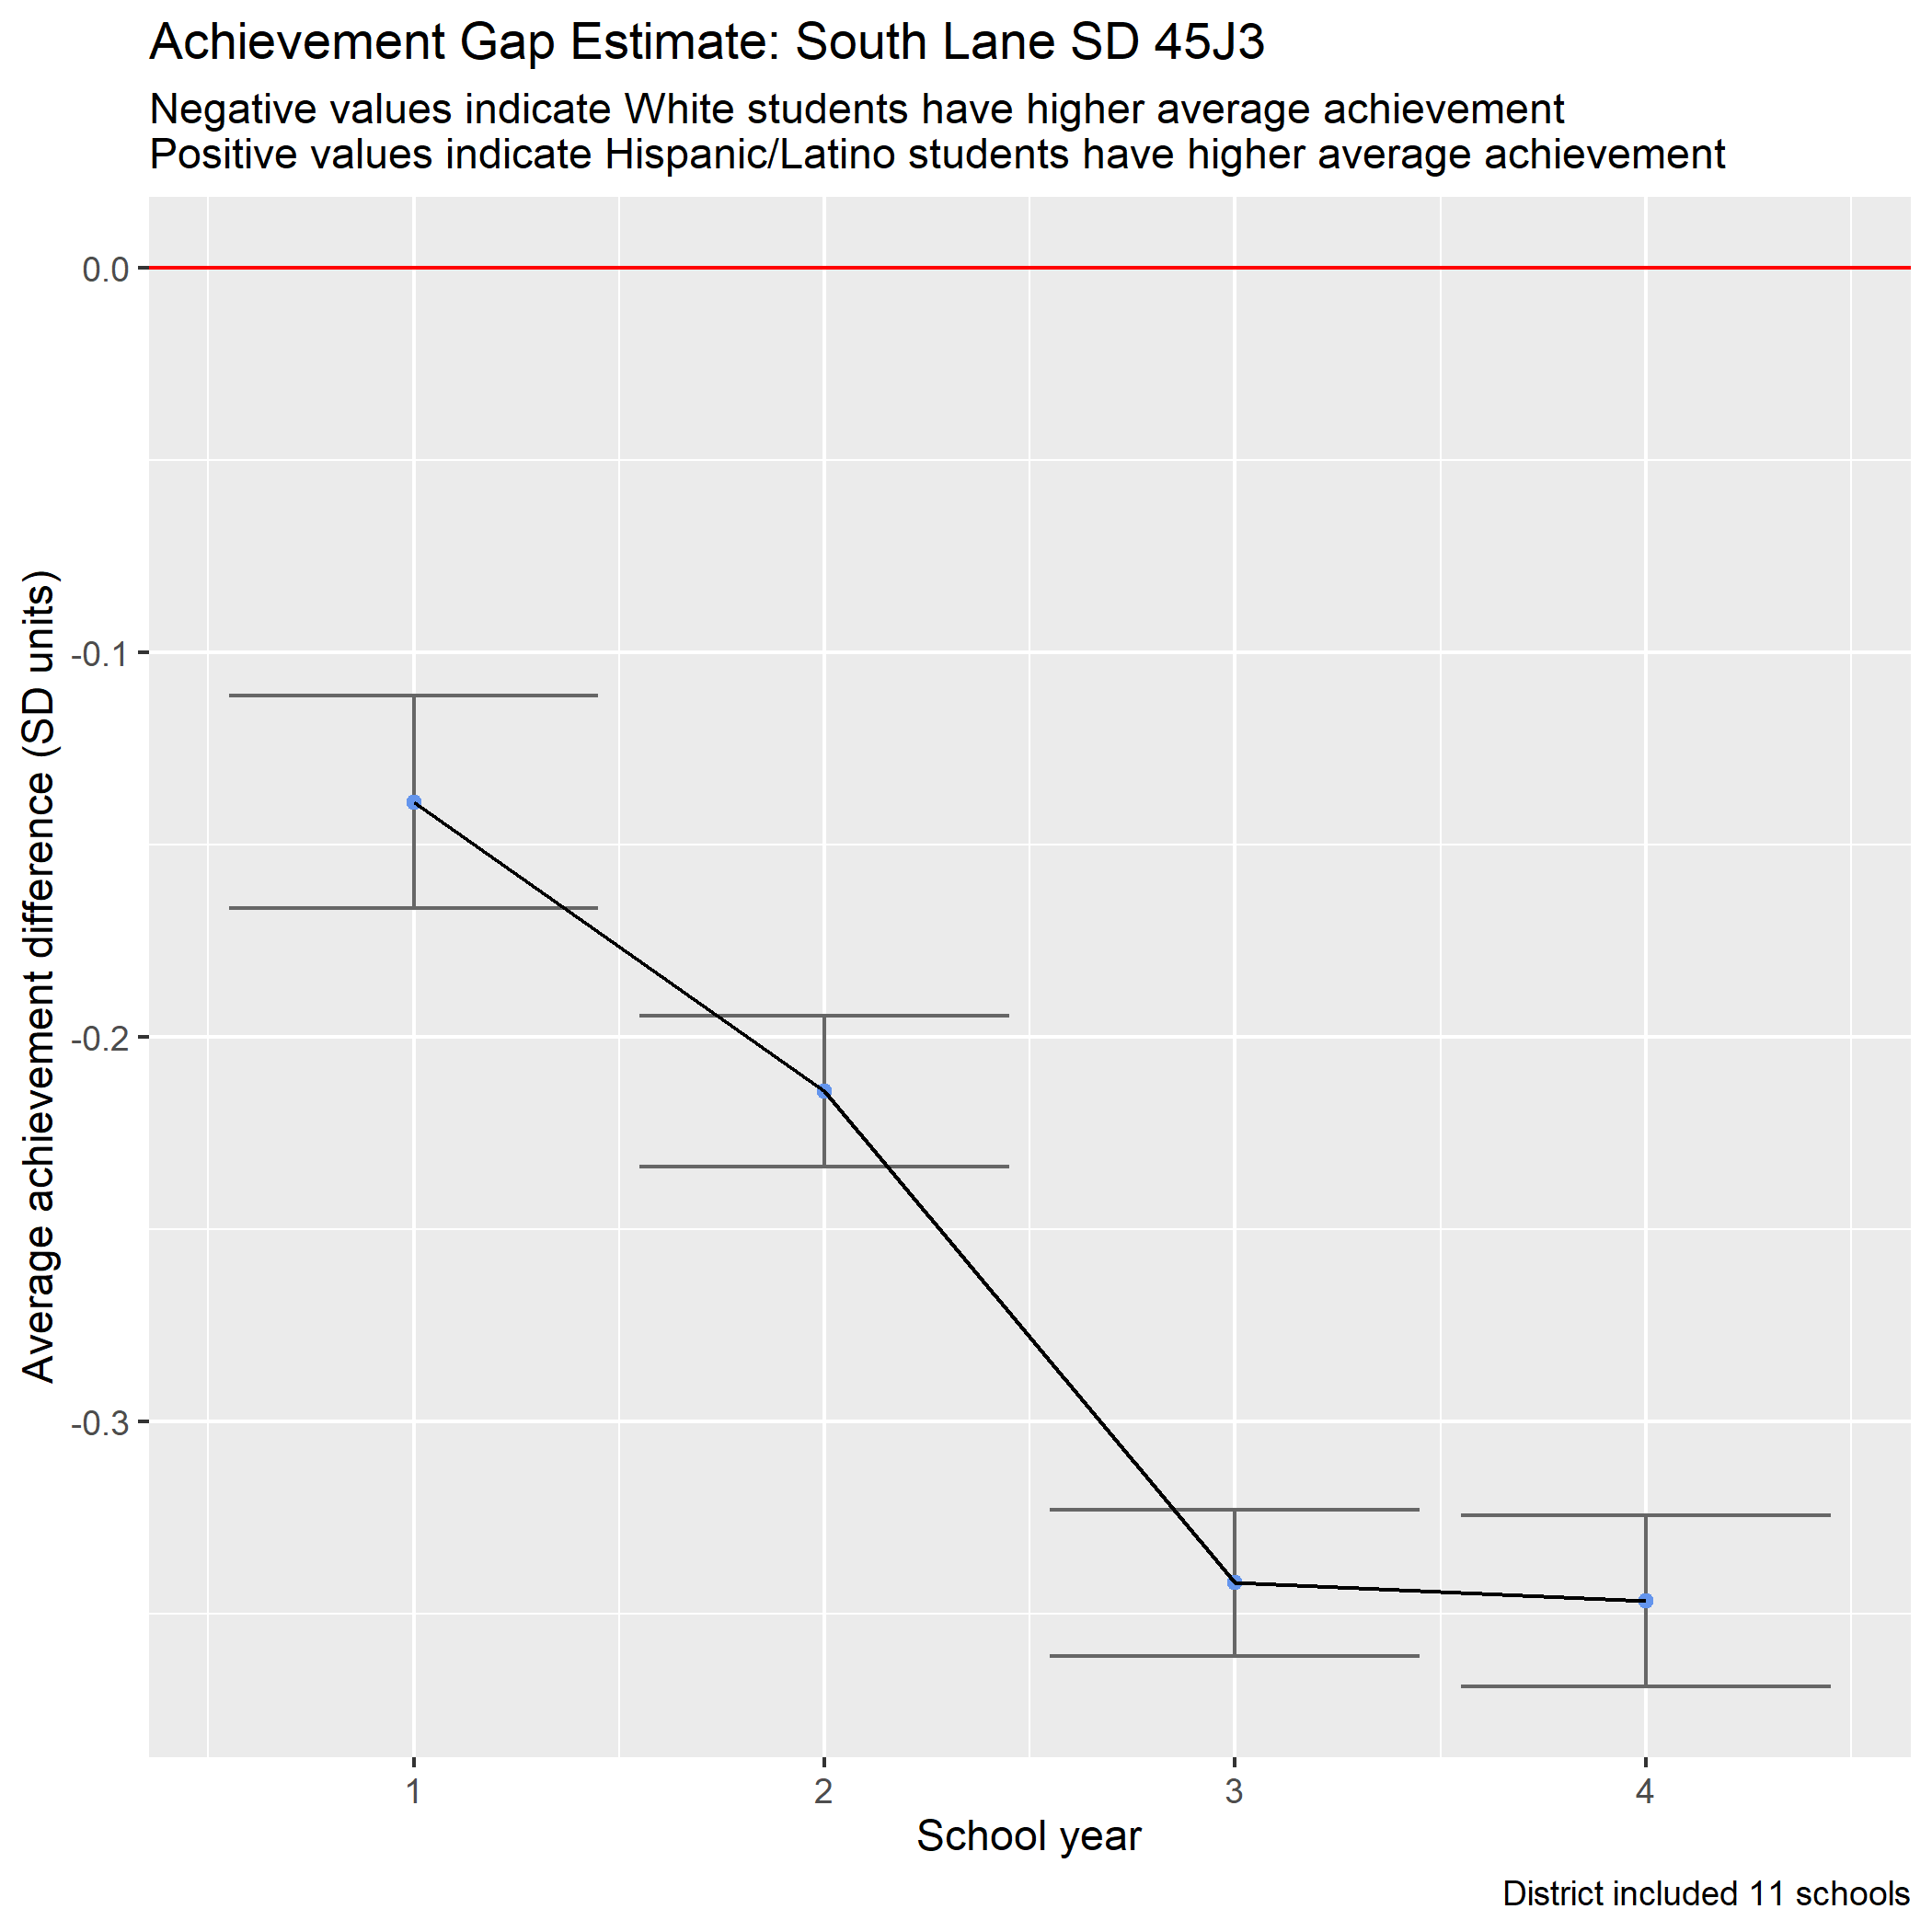 Achievement Gap Estimate: South Lane SD 45J3
Negative values indicate White students have higher average achievement
Positive values indicate Hispanic/Latino students have higher average achievement
Average achievement difference (SD units)
0.0
-0.1
-0.2
-0.3
1 2 3 4
School year
District included 11 schools